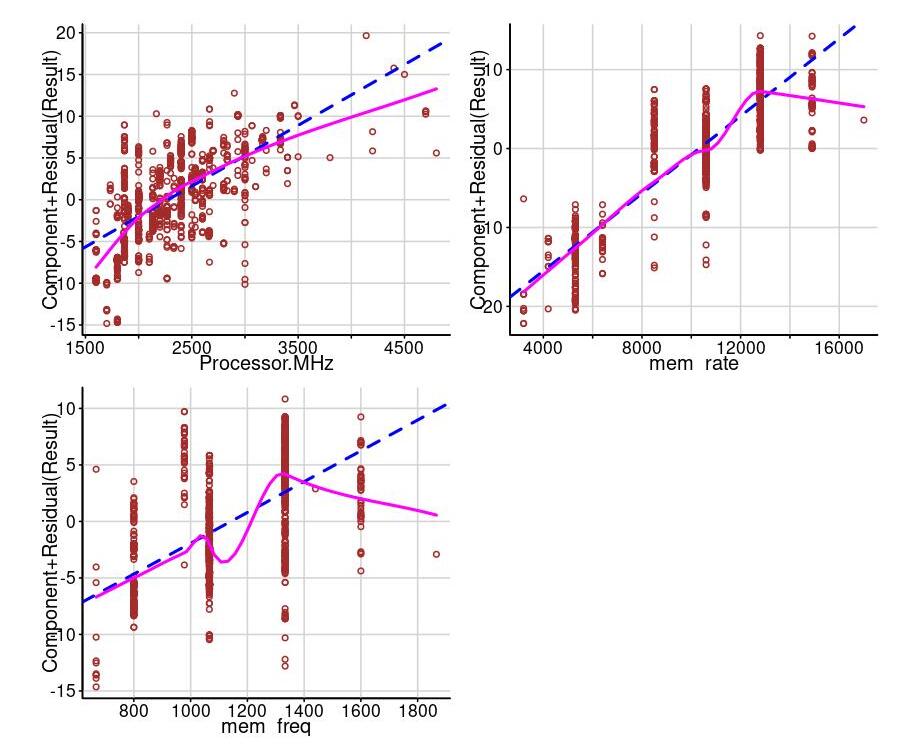 Component+Residual(Result)
20
15
10
5
0
-5
-10
-15
1500 2500 3500 4500
Processor.MHz
Component+Residual(Result)
10
0
-10
-20
4000 8000 12000 16000
mem rate
Component+Residual(Result)
10
5
0
-5
-10
-15
800 1000 1200 1400 1600 1800
mem freq